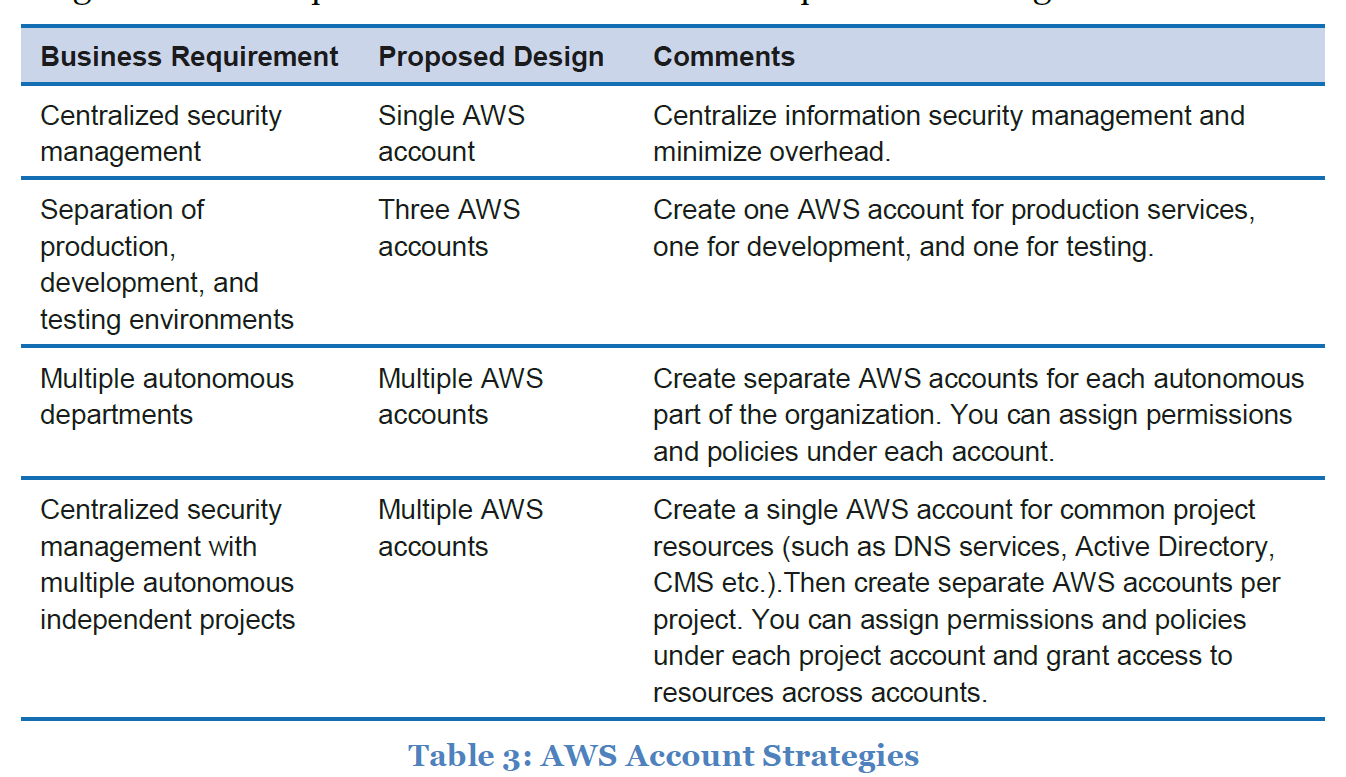 Business Requirement Proposed Design Comments
Centralized security
management
Single AWS
account
Centralize information security management and
minimize overhead.
Separation of
production,
development, and
testing environments
Three AWS
accounts
Create one AWS account for production services,
one for development, and one for testing.
Multiple autonomous
departments
Multiple AWS
accounts
Create separate AWS accounts for each autonomous
part of the organization. You can assign permissions
and policies under each account.
Centralized security
management with
multiple autonomous
independent projects
Multiple AWS
accounts
Create a single AWS account for common project
resources (such as DNS services, Active Directory,
CMS etc.).Then create separate AWS accounts per
project. You can assign permissions and policies
under each project account and grant access to
resources across accounts.
Table 3: AWS Account Strategies